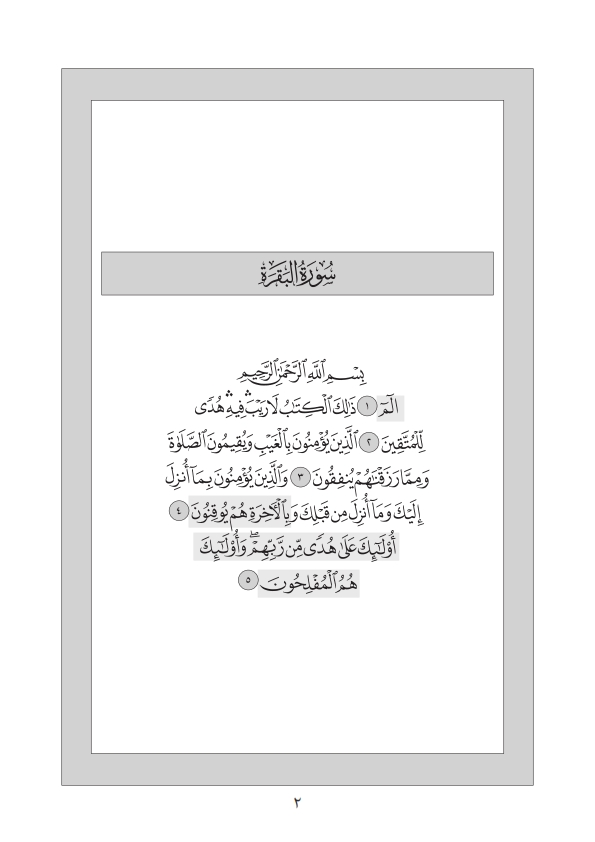 سُورَةُ الْبَقَرَةِ
بِسْمِ ٱللَّهِ ٱلرَّحْمَٰنِ ٱلرَّحِيمِ
الٓمٓ ١ ذَٰلِكَ ٱلْكِتَٰبُ لَا رَيْبَ ۛ فِيهِ ۛ هُدًى
لِّلْمُتَّقِينَ ٢ ٱلَّذِينَ يُؤْمِنُونَ بِٱلْغَيْبِ وَيُقِيمُونَ ٱلصَّلَوٰةَ
وَمِمَّا رَزَقْنَٰهُمْ يُنفِقُونَ ٣ وَٱلَّذِينَ يُؤْمِنُونَ بِمَآ أُنزِلَ
إِلَيْكَ وَمَآ أُنزِلَ مِن قَبْلِكَ وَبِٱلْأَخِرَةِ هُمْ يُوقِنُونَ ٤
أُو۟لَٰٓئِكَ عَلَىٰ هُدًى مِّن رَّبِّهِمْ ۖ وَأُو۟لَٰٓئِكَ
هُمُ ٱلْمُفْلِحُونَ ٥
٢